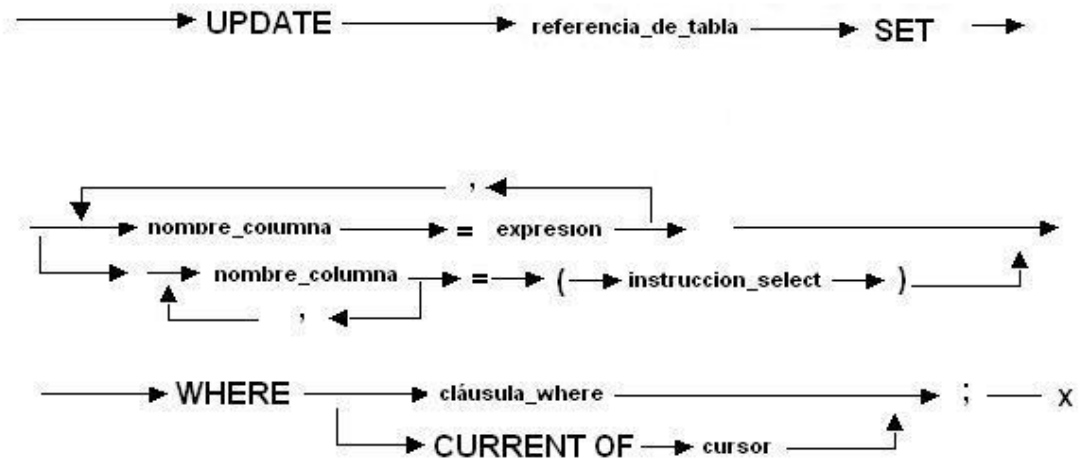 UPDATE referencia_de_tabla SET
,
nombre_columna = expresion
nombre_columna = ( instruccion_select )
,
WHERE cláusula_where ; x
CURRENT OF cursor